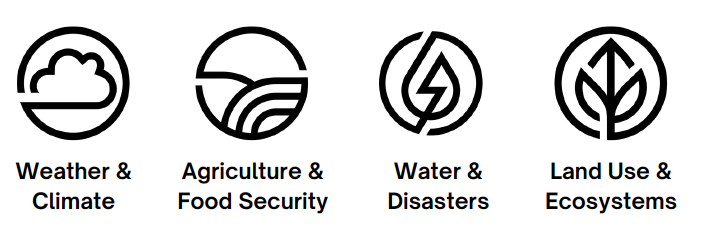 Weather &
Climate
Agriculture &
Food Security
Water &
Disasters
Land Use &
Ecosystems